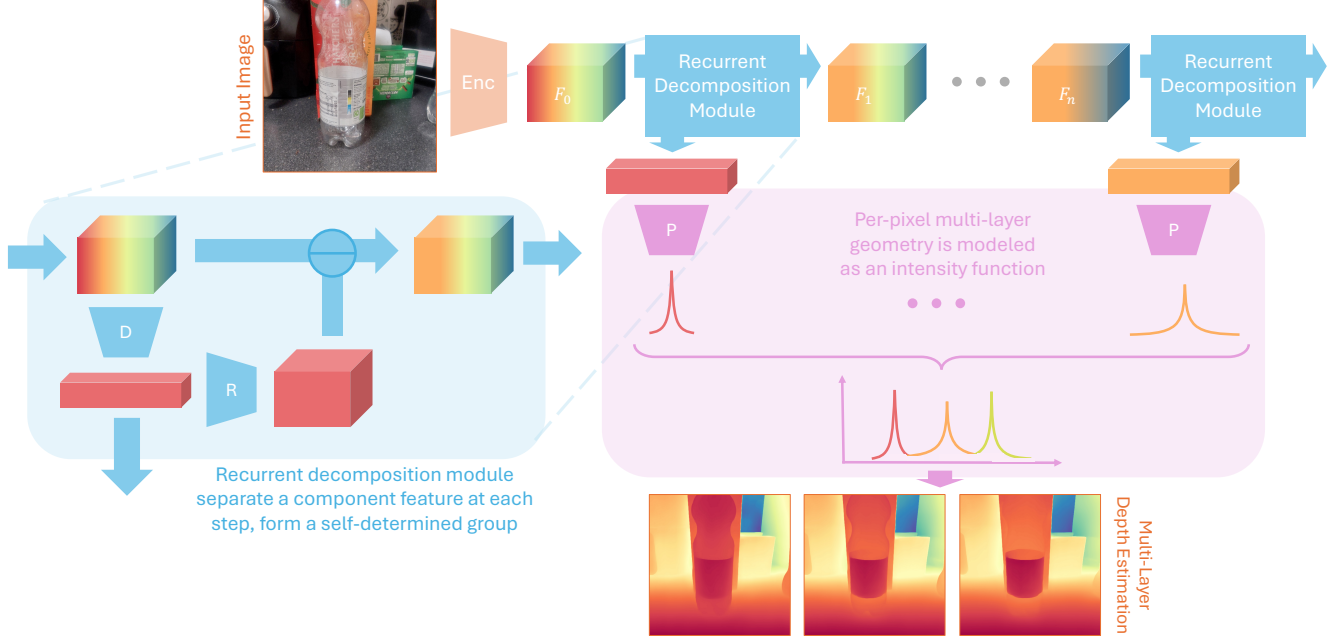 Input Image
Enc
F0
Recurrent
Decomposition
Module
F1
Fn
Recurrent
Decomposition
Module
P
Per-pixel multi-layer
geometry is modeled
as an intensity function
P
D
R
Recurrent decomposition module
separate a component feature at each
step, form a self-determined group
Multi-Layer
Depth Estimation